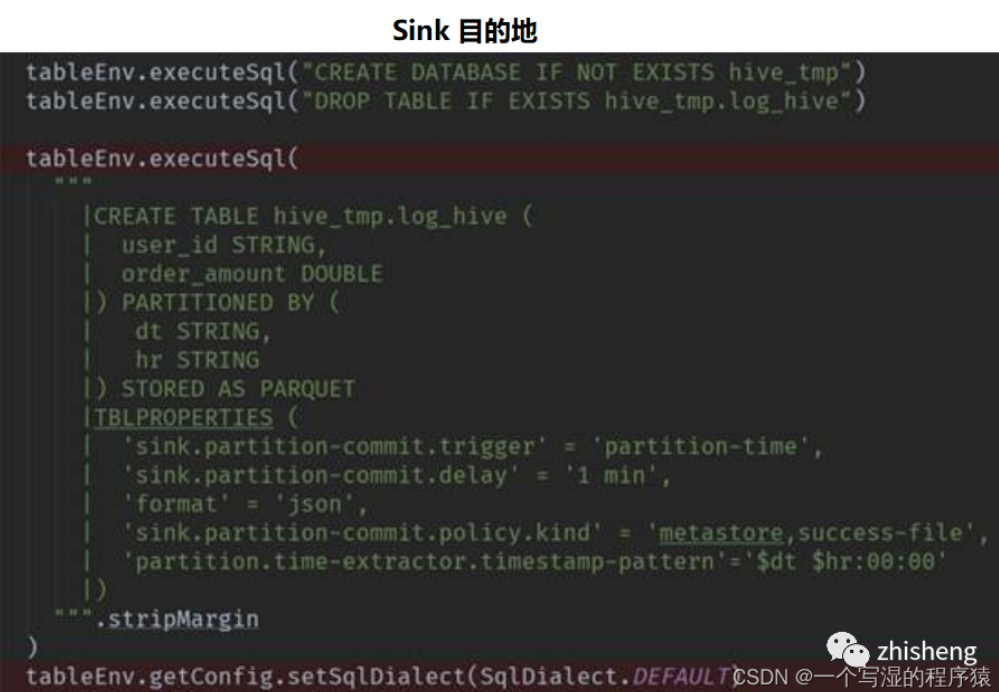 Sink 目的地
tableEnv.executeSql("CREATE DATABASE IF NOT EXISTS hive_tmp")
tableEnv.executeSql("DROP TABLE IF EXISTS hive_tmp.log_hive")
tableEnv.executeSql(
"""
|CREATE TABLE hive_tmp.log_hive (
|  user_id STRING,
|  order_amount DOUBLE
|) PARTITIONED BY (
|   dt STRING,
|   hr STRING
|) STORED AS PARQUET
|TBLPROPERTIES (
|  'sink.partition-commit.trigger' = 'partition-time',
|  'sink.partition-commit.delay' = '1 min',
|  'format' = 'json',
|  'sink.partition-commit.policy.kind' = 'metastore,success-file',
|  'partition.time-extractor.timestamp-pattern'='$dt $hr:00:00'
|)
""".stripMargin
)
zhisheng
tableEnv.getConfig.setSqlDialect(SqlDialect.DEFAULT)
CSDN @一个写湿的程序猿